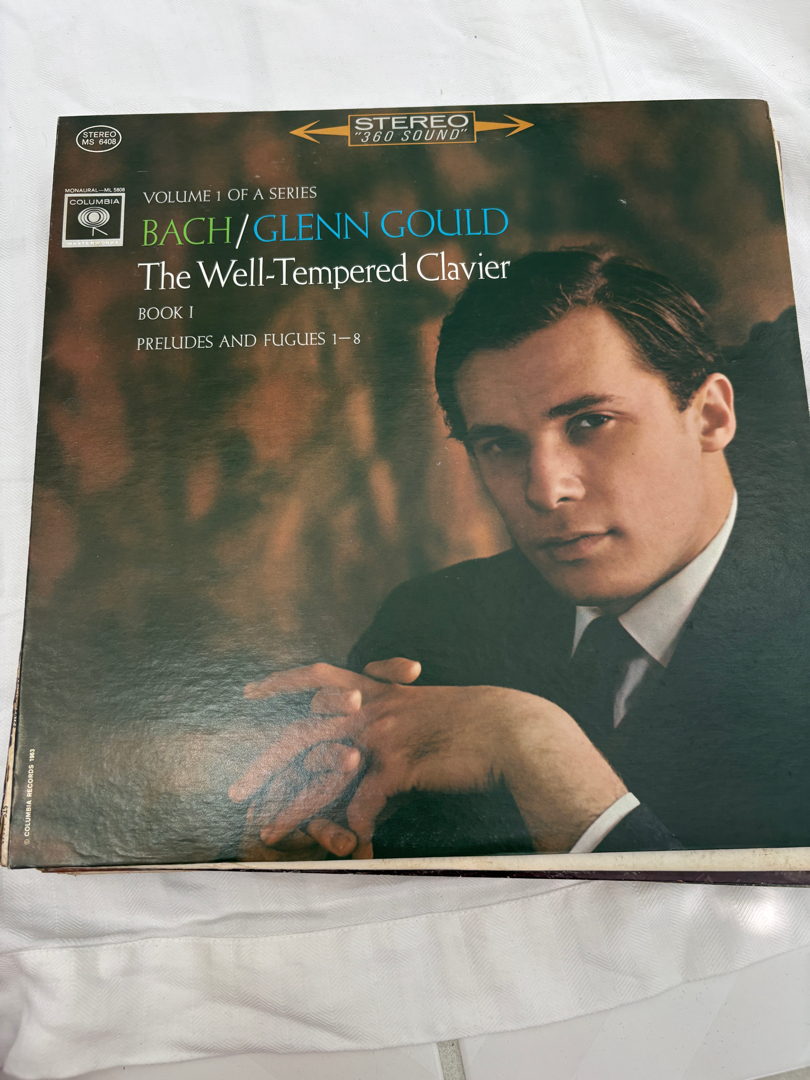 STEREO
MS 6408
STEREO
"360 SOUND"
MONAURAL—ML 5808
COLUMBIA
MASTERWORKS
VOLUME 1 OF A SERIES
BACH/GLENN GOULD
The Well-Tempered Clavier
BOOK I
PRELUDES AND FUGUES 1—8
© COLUMBIA RECORDS 1963